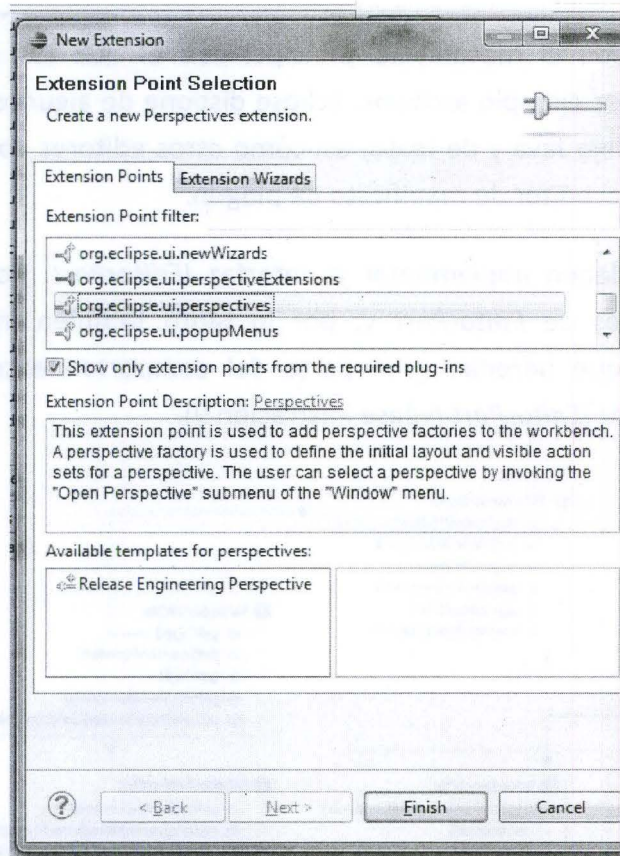 New Extension
Extension Point Selection
Create a new Perspectives extension.
Extension Points
Extension Wizards
Extension Point filter:
org.eclipse.ui.newWizards
org.eclipse.ui.perspectiveExtensions
org.eclipse.ui.perspectives
org.eclipse.ui.popupMenus
Show only extension points from the required plug-ins
Extension Point Description: Perspectives
This extension point is used to add perspective factories to the workbench.
A perspective factory is used to define the initial layout and visible action
sets for a perspective. The user can select a perspective by invoking the
"Open Perspective" submenu of the "Window" menu.
Available templates for perspectives:
Release Engineering Perspective
?
< Back
Next >
Finish
Cancel